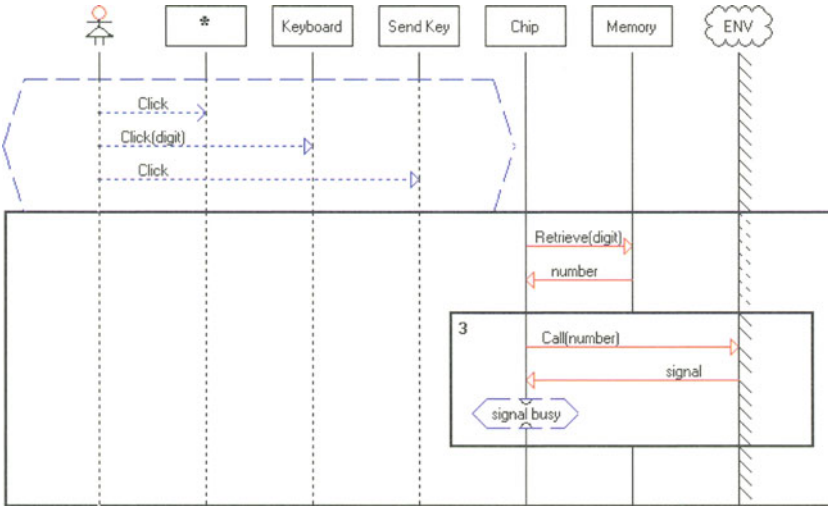 *
Keyboard
Send Key
Chip
Memory
ENV
Click
Click(digit)
Click
Retrieve(digit)
number
3
Call(number)
signal
signal busy